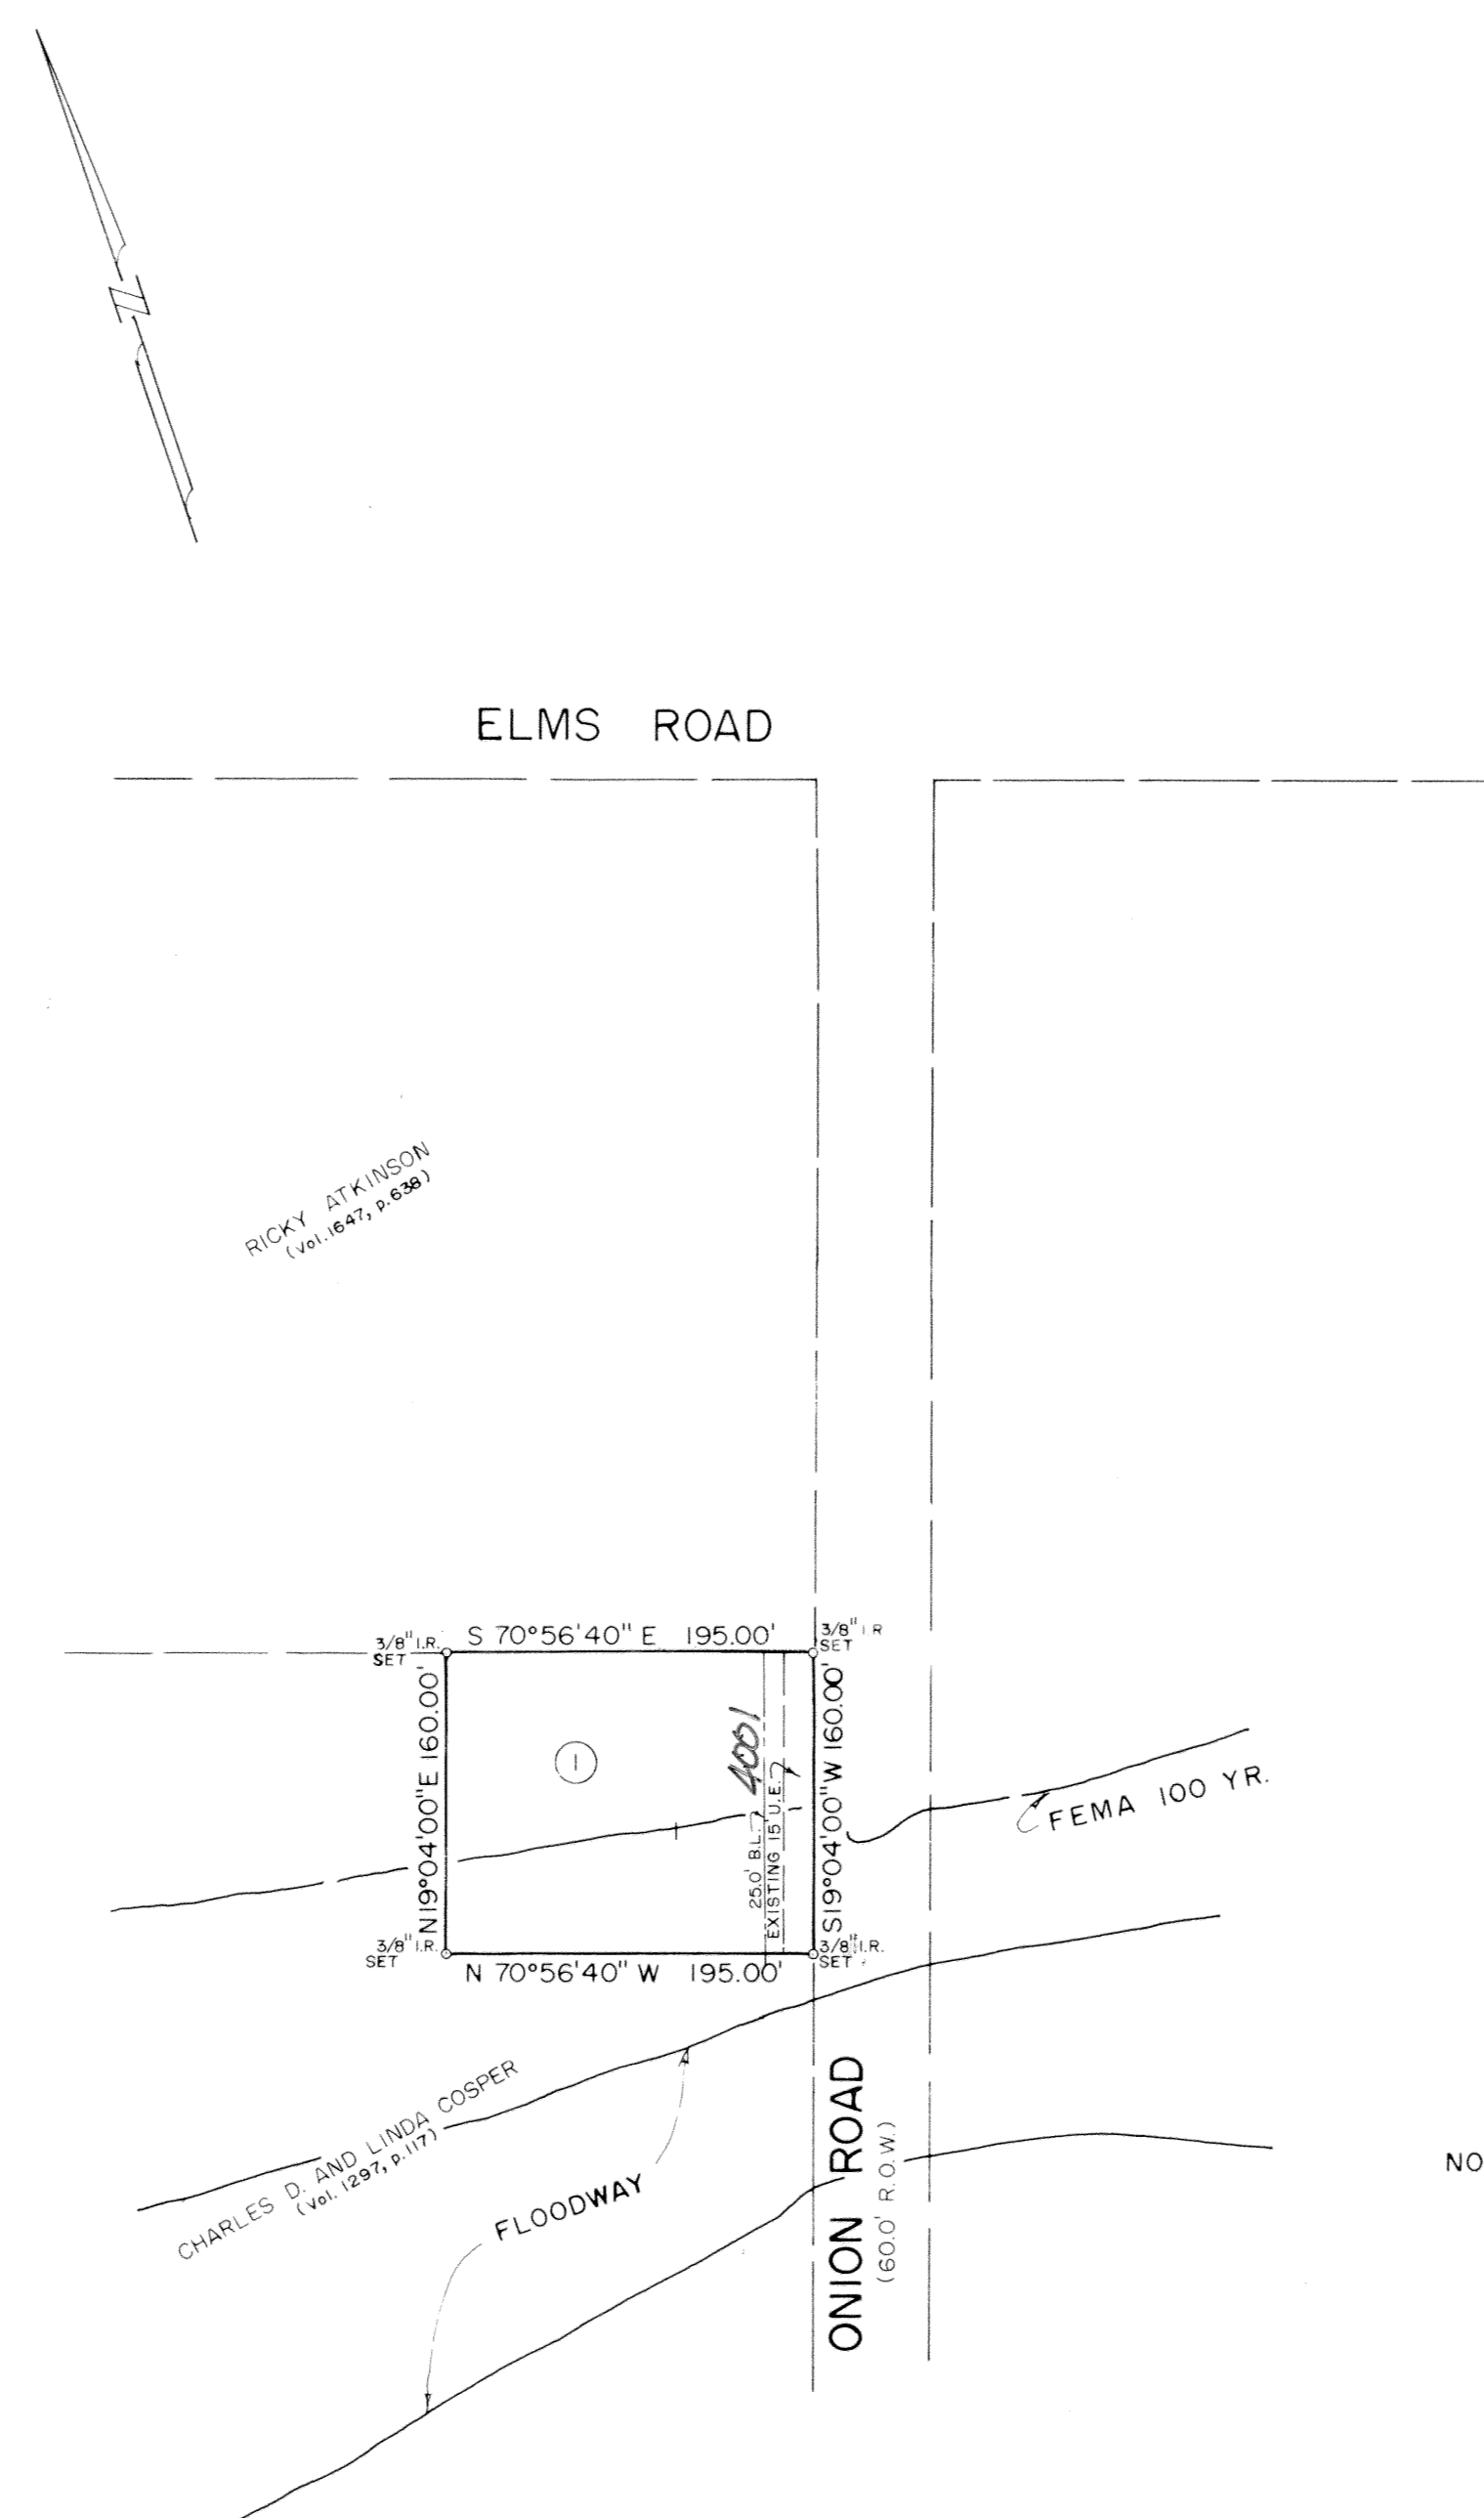 N
ELMS ROAD
RICKY ATKINSON
(Vol. 1647, p. 638)
3/8" I.R.
SET
S 70°56'40" E 195.00'
3/8" I R
SET
N19°04'00"E 160.00'
1
4001
25.0' B.L.
EXISTING 15' U.E.
S19°04'00"W 160.00'
FEMA 100 YR.
3/8" I.R.
SET
N 70°56'40" W 195.00'
3/8" I.R.
SET
CHARLES D. AND LINDA COSPER
(Vol. 1297, p. 117)
FLOODWAY
ONION ROAD
(60.0' R.O.W.)
NO